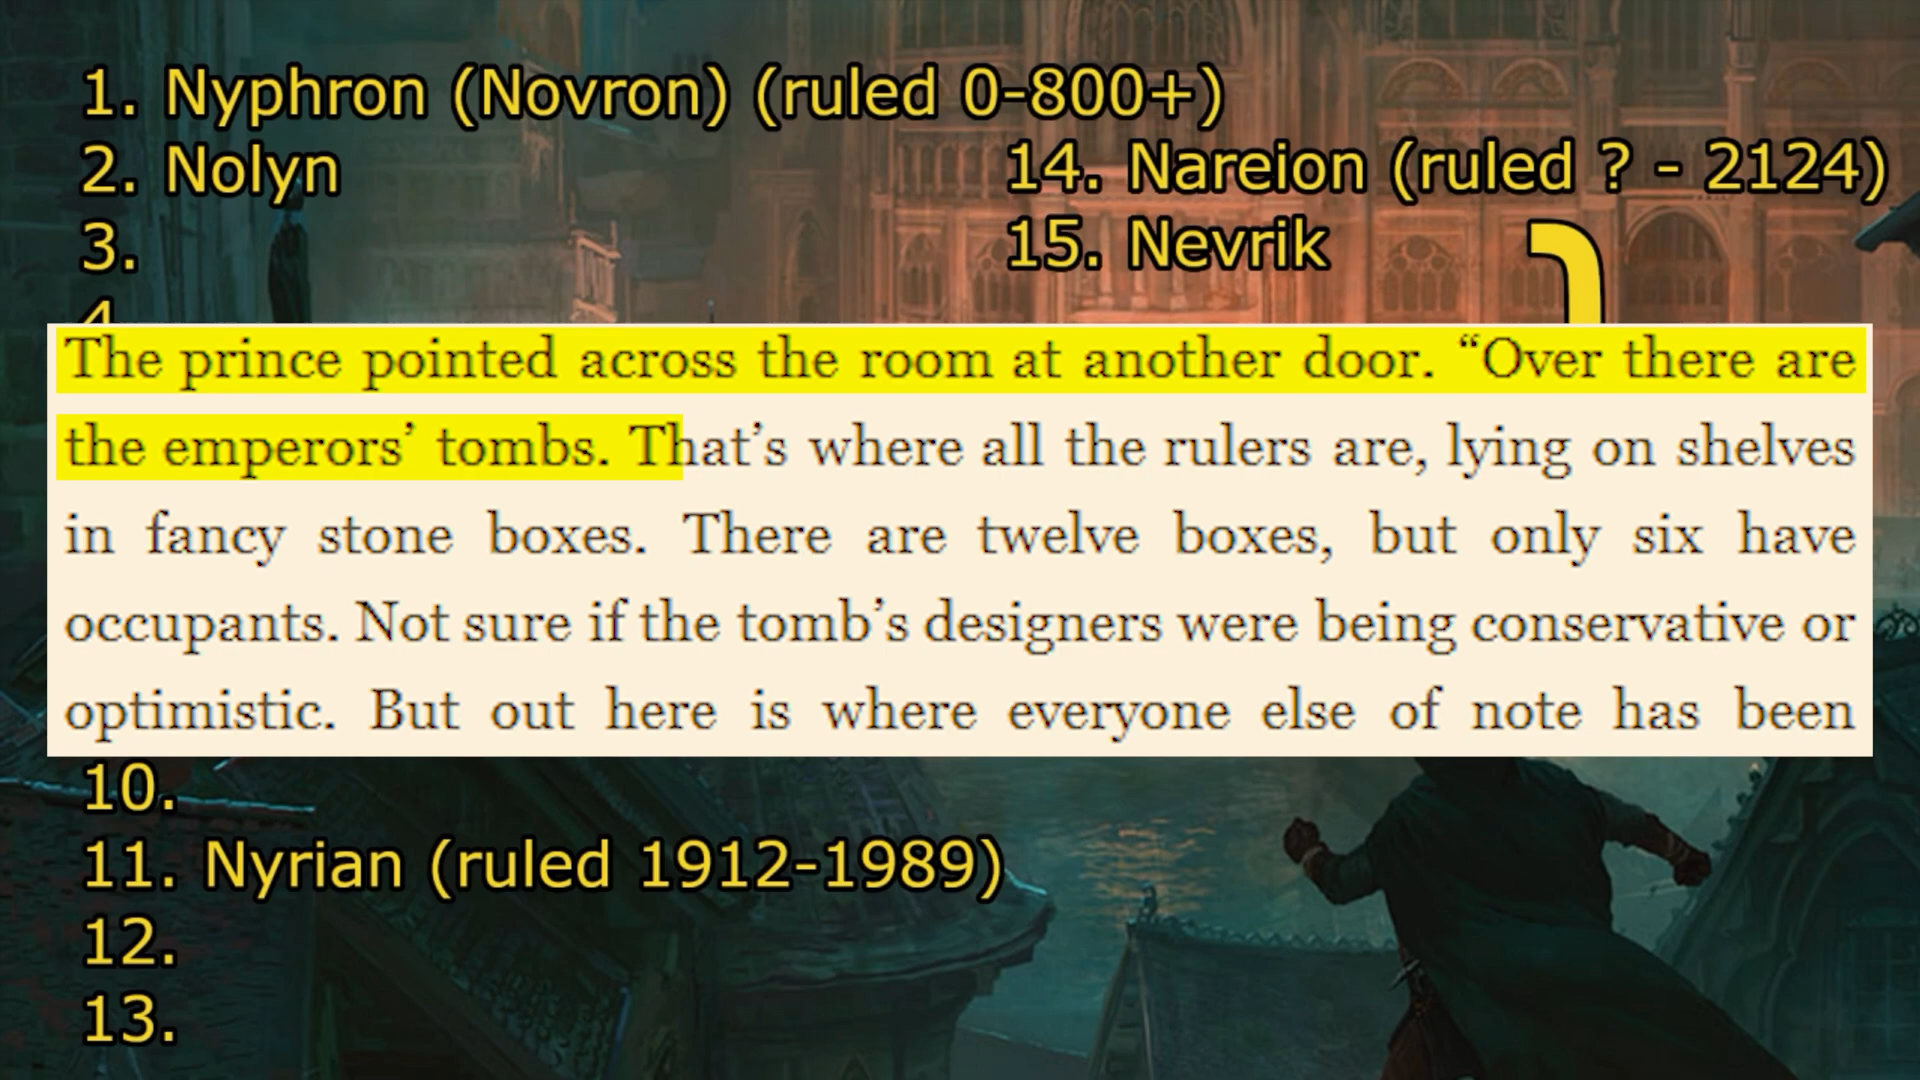 1. Nyphron (Novron) (ruled 0-800+)
2. Nolyn
14. Nareion (ruled ? - 2124)
3.
15. Nevrik
4.
The prince pointed across the room at another door. “Over there are
the emperors’ tombs. That’s where all the rulers are, lying on shelves
in fancy stone boxes. There are twelve boxes, but only six have
occupants. Not sure if the tomb’s designers were being conservative or
optimistic. But out here is where everyone else of note has been
10.
11. Nyrian (ruled 1912-1989)
12.
13.